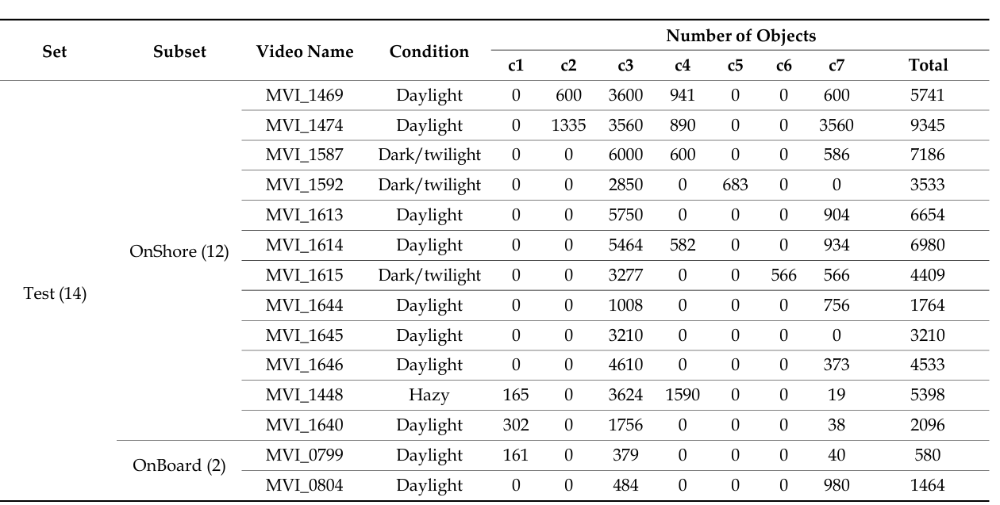 Set Subset Video Name Condition Number of Objects
c1 c2 c3 c4 c5 c6 c7 Total
Test (14)
OnShore (12)
MVI_1469 Daylight 0 600 3600 941 0 0 600 5741
MVI_1474 Daylight 0 1335 3560 890 0 0 3560 9345
MVI_1587 Dark/twilight 0 0 6000 600 0 0 586 7186
MVI_1592 Dark/twilight 0 0 2850 0 683 0 0 3533
MVI_1613 Daylight 0 0 5750 0 0 0 904 6654
MVI_1614 Daylight 0 0 5464 582 0 0 934 6980
MVI_1615 Dark/twilight 0 0 3277 0 0 566 566 4409
MVI_1644 Daylight 0 0 1008 0 0 0 756 1764
MVI_1645 Daylight 0 0 3210 0 0 0 0 3210
MVI_1646 Daylight 0 0 4610 0 0 0 373 4533
MVI_1448 Hazy 165 0 3624 1590 0 0 19 5398
MVI_1640 Daylight 302 0 1756 0 0 0 38 2096
OnBoard (2)
MVI_0799 Daylight 161 0 379 0 0 0 40 580
MVI_0804 Daylight 0 0 484 0 0 0 980 1464